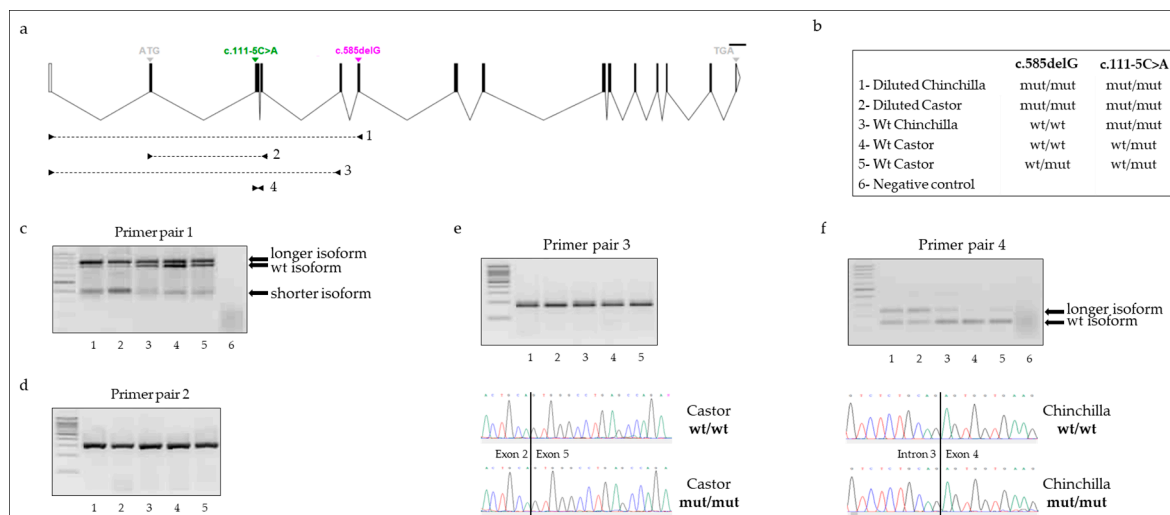 a
ATG
c.111-5C>A
c.585delG
TGA
1
2
3
4
b
c.585delG c.111-5C>A
1- Diluted Chinchilla mut/mut mut/mut
2- Diluted Castor mut/mut mut/mut
3- Wt Chinchilla wt/wt mut/mut
4- Wt Castor wt/wt wt/mut
5- Wt Castor wt/mut wt/mut
6- Negative control
c
Primer pair 1
longer isoform
wt isoform
shorter isoform
1 2 3 4 5 6
d
Primer pair 2
1 2 3 4 5
e
Primer pair 3
1 2 3 4 5
Castor
wt/wt
Exon 2 Exon 5
Castor
mut/mut
f
Primer pair 4
longer isoform
wt isoform
1 2 3 4 5 6
Chinchilla
wt/wt
Intron 3 Exon 4
Chinchilla
mut/mut